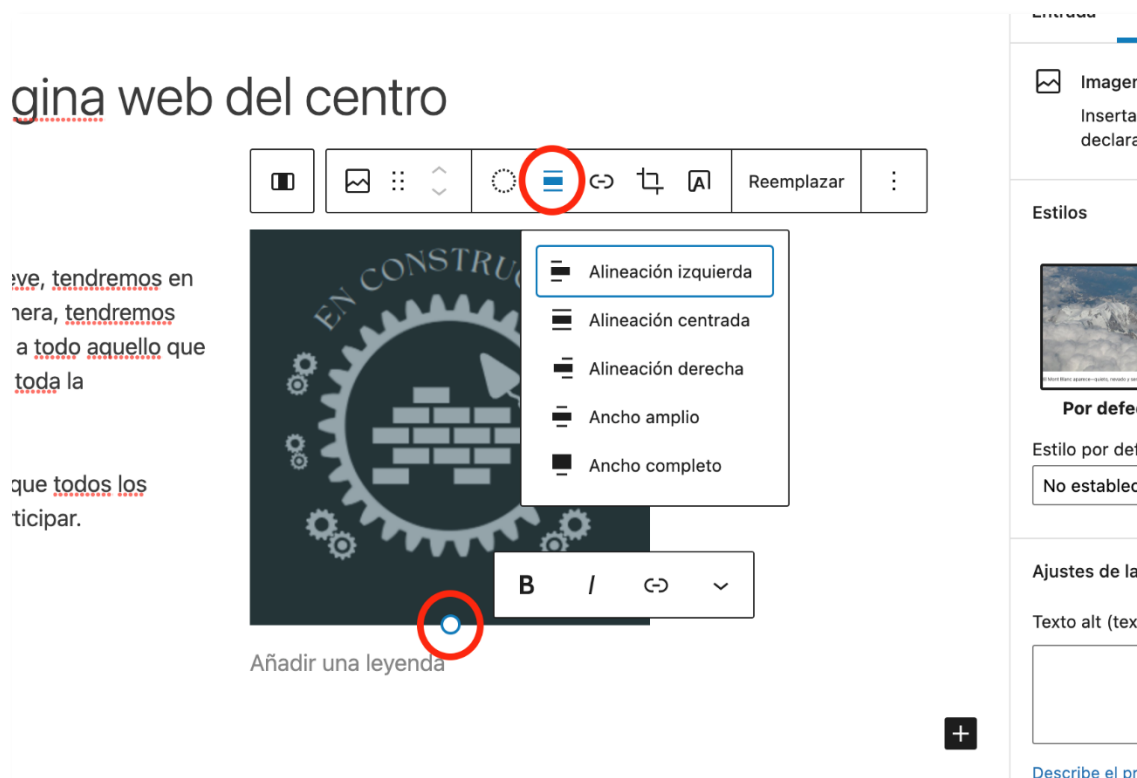 Entrada
gina web del centro
Imagen
Inserta
declara
Reemplazar
Estilos
EN CONSTRUC
Alineación izquierda
Alineación centrada
Alineación derecha
Ancho amplio
Ancho completo
eve, tendremos en
nera, tendremos
a todo aquello que
toda la
que todos los
ticipar.
Por defe
Estilo por def
No establec
B I
Ajustes de la
Texto alt (tex
Añadir una leyenda
Describe el pr